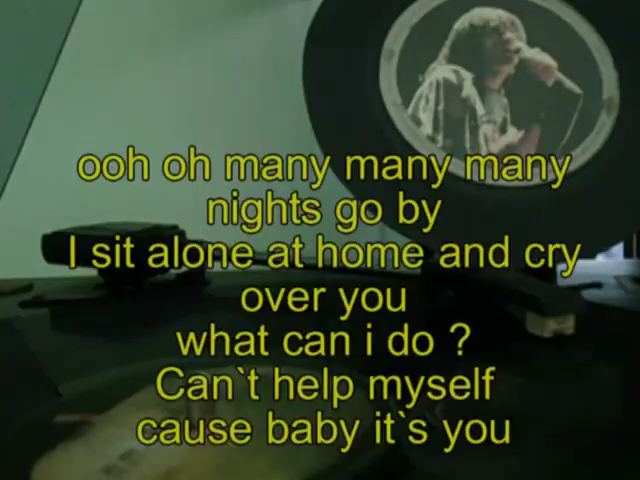 ooh oh many many many
nights go by
I sit alone at home and cry
over you
what can i do ?
Can`t help myself
cause baby it`s you